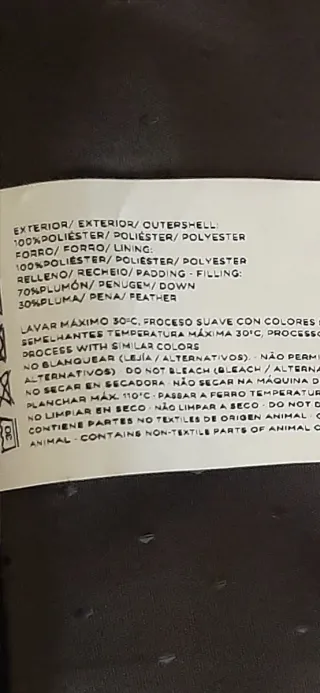 EXTERIOR/ EXTERIOR/ OUTERSHELL:
100%POLIÉSTER/ POLIÉSTER/ POLYESTER
FORRO/ FORRO/ LINING:
100%POLIÉSTER/ POLIÉSTER/ POLYESTER
RELLENO/ RECHEIO/ PADDING - FILLING:
70%PLUMÓN/ PENUGEM/ DOWN
30%PLUMA/ PENA/ FEATHER
LAVAR MÁXIMO 30ºC, PROCESO SUAVE CON COLORES
SEMELHANTES TEMPERATURA MÁXIMA 30ºC, PROCESSO
PROCESS WITH SIMILAR COLORS
NO BLANQUEAR (LEJÍA / ALTERNATIVOS). - NÃO PERMI
ALTERNATIVOS) DO NOT BLEACH (BLEACH / ALTERNA
NO SECAR EN SECADORA - NÃO SECAR NA MÁQUINA D
PLANCHAR MÁX. 110ºC - PASSAR A FERRO TEMPERATUR
NO LIMPIAR EN SECO - NÃO LIMPAR A SECO - DO NOT D
CONTIENE PARTES NO TEXTILES DE ORIGEN ANIMAL - C
ANIMAL - CONTAINS NON-TEXTILE PARTS OF ANIMAL O